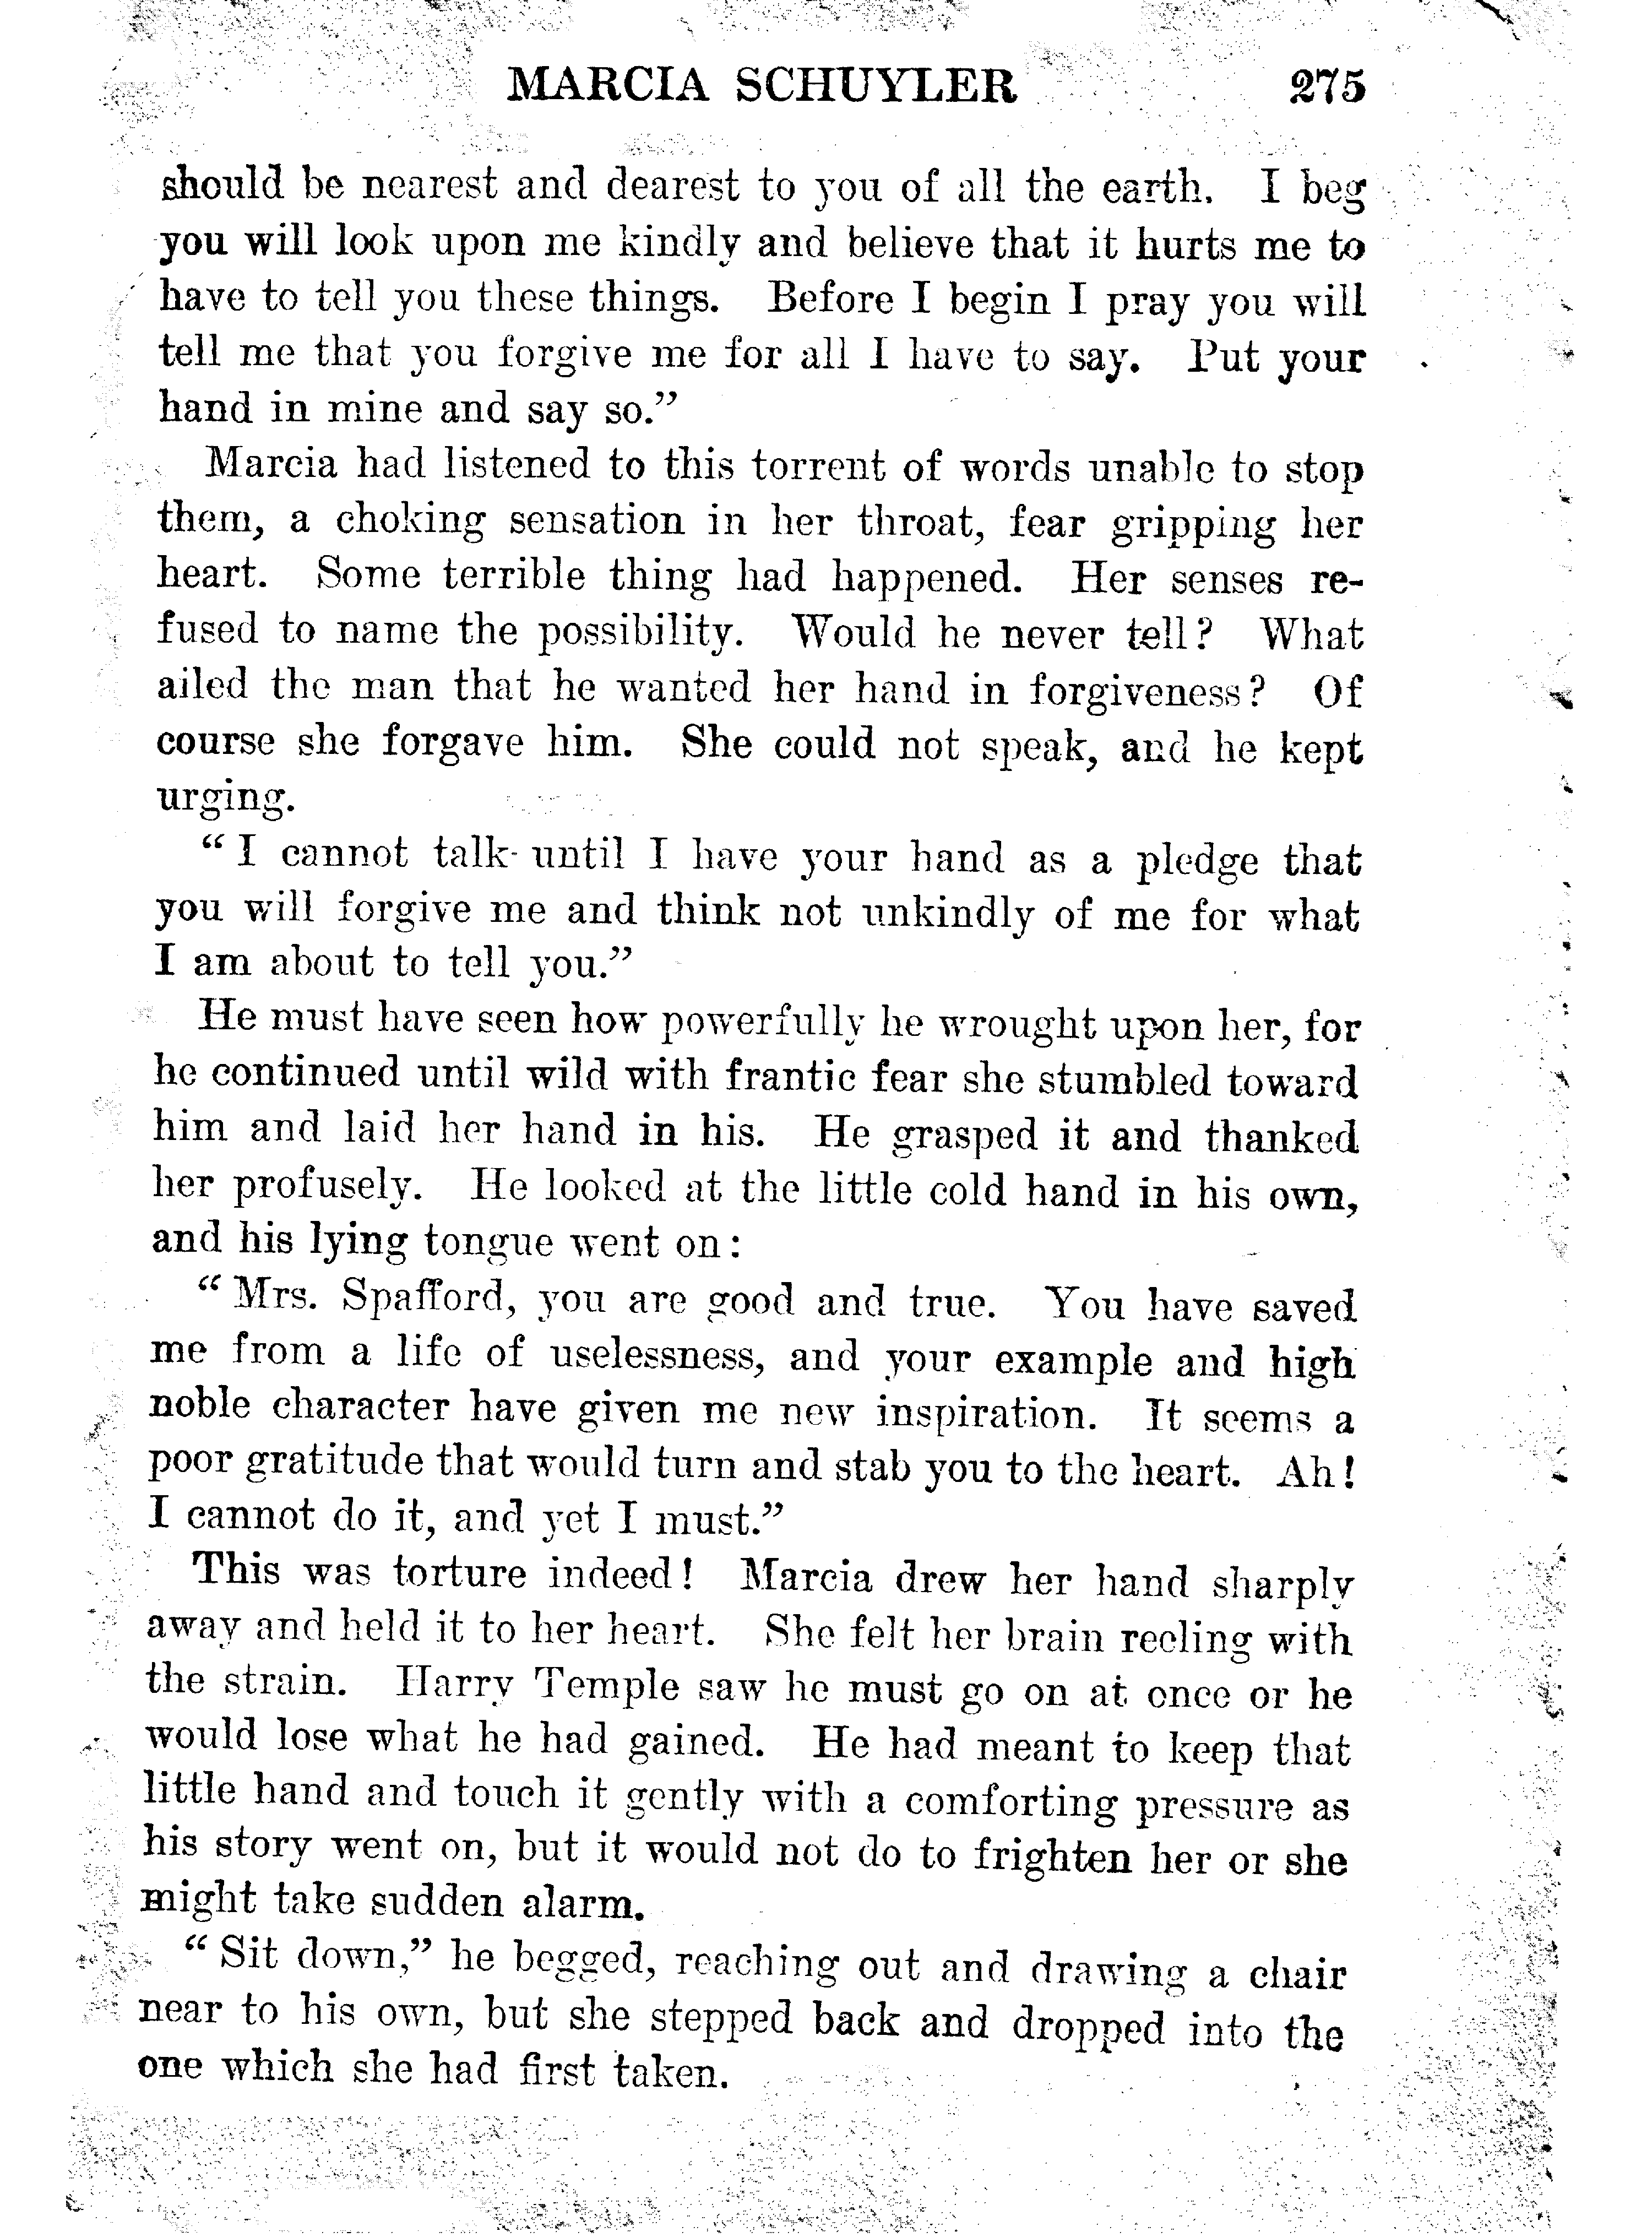 MARCIA SCHUYLER 275
should be nearest and dearest to you of all the earth. I beg
you will look upon me kindly and believe that it hurts me to
have to tell you these things. Before I begin I pray you will
tell me that you forgive me for all I have to say. Put your
hand in mine and say so.”
Marcia had listened to this torrent of words unable to stop
them, a choking sensation in her throat, fear gripping her
heart. Some terrible thing had happened. Her senses re-
fused to name the possibility. Would he never tell? What
ailed the man that he wanted her hand in forgiveness? Of
course she forgave him. She could not speak, and he kept
urging.
“I cannot talk until I have your hand as a pledge that
you will forgive me and think not unkindly of me for what
I am about to tell you.”
He must have seen how powerfully he wrought upon her, for
he continued until wild with frantic fear she stumbled toward
him and laid her hand in his. He grasped it and thanked
her profusely. He looked at the little cold hand in his own,
and his lying tongue went on:
“Mrs. Spafford, you are good and true. You have saved
me from a life of uselessness, and your example and high
noble character have given me new inspiration. It seems a
poor gratitude that would turn and stab you to the heart. Ah!
I cannot do it, and yet I must.”
This was torture indeed! Marcia drew her hand sharply
away and held it to her heart. She felt her brain reeling with
the strain. Harry Temple saw he must go on at once or he
would lose what he had gained. He had meant to keep that
little hand and touch it gently with a comforting pressure as
his story went on, but it would not do to frighten her or she
might take sudden alarm.
“Sit down,” he begged, reaching out and drawing a chair
near to his own, but she stepped back and dropped into the
one which she had first taken.